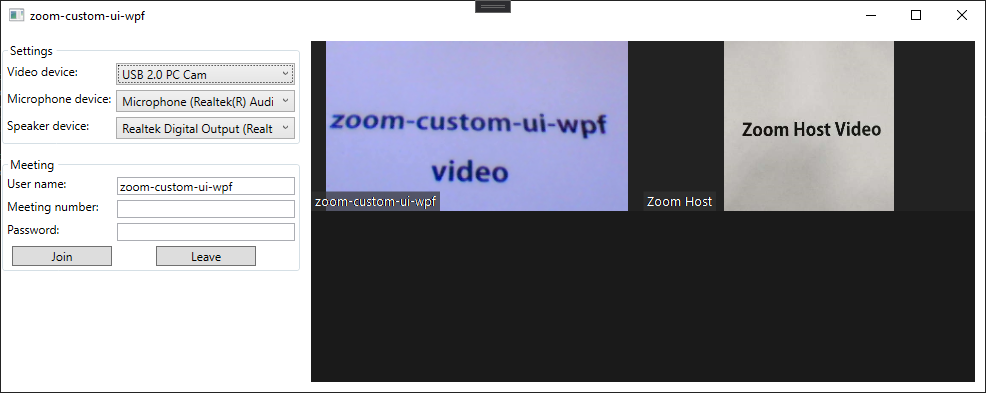 zoom-custom-ui-wpf
Settings
Video device:
USB 2.0 PC Cam
Microphone device:
Microphone (Realtek(R) Audi
Speaker device:
Realtek Digital Output (Realt
Meeting
User name:
zoom-custom-ui-wpf
Meeting number:
Password:
Join
Leave
zoom-custom-ui-wpf
video
zoom-custom-ui-wpf
Zoom Host Video
Zoom Host